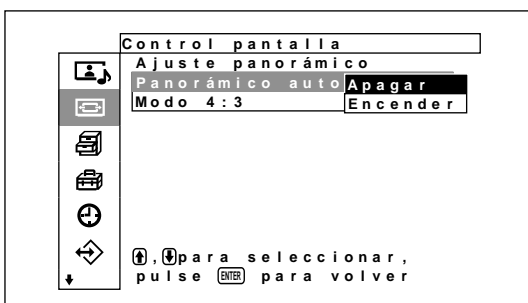 Control pantalla
Ajuste panorámico
Panorámico auto Apagar
Modo 4:3 Encender
,para seleccionar,
pulse ENTER para volver